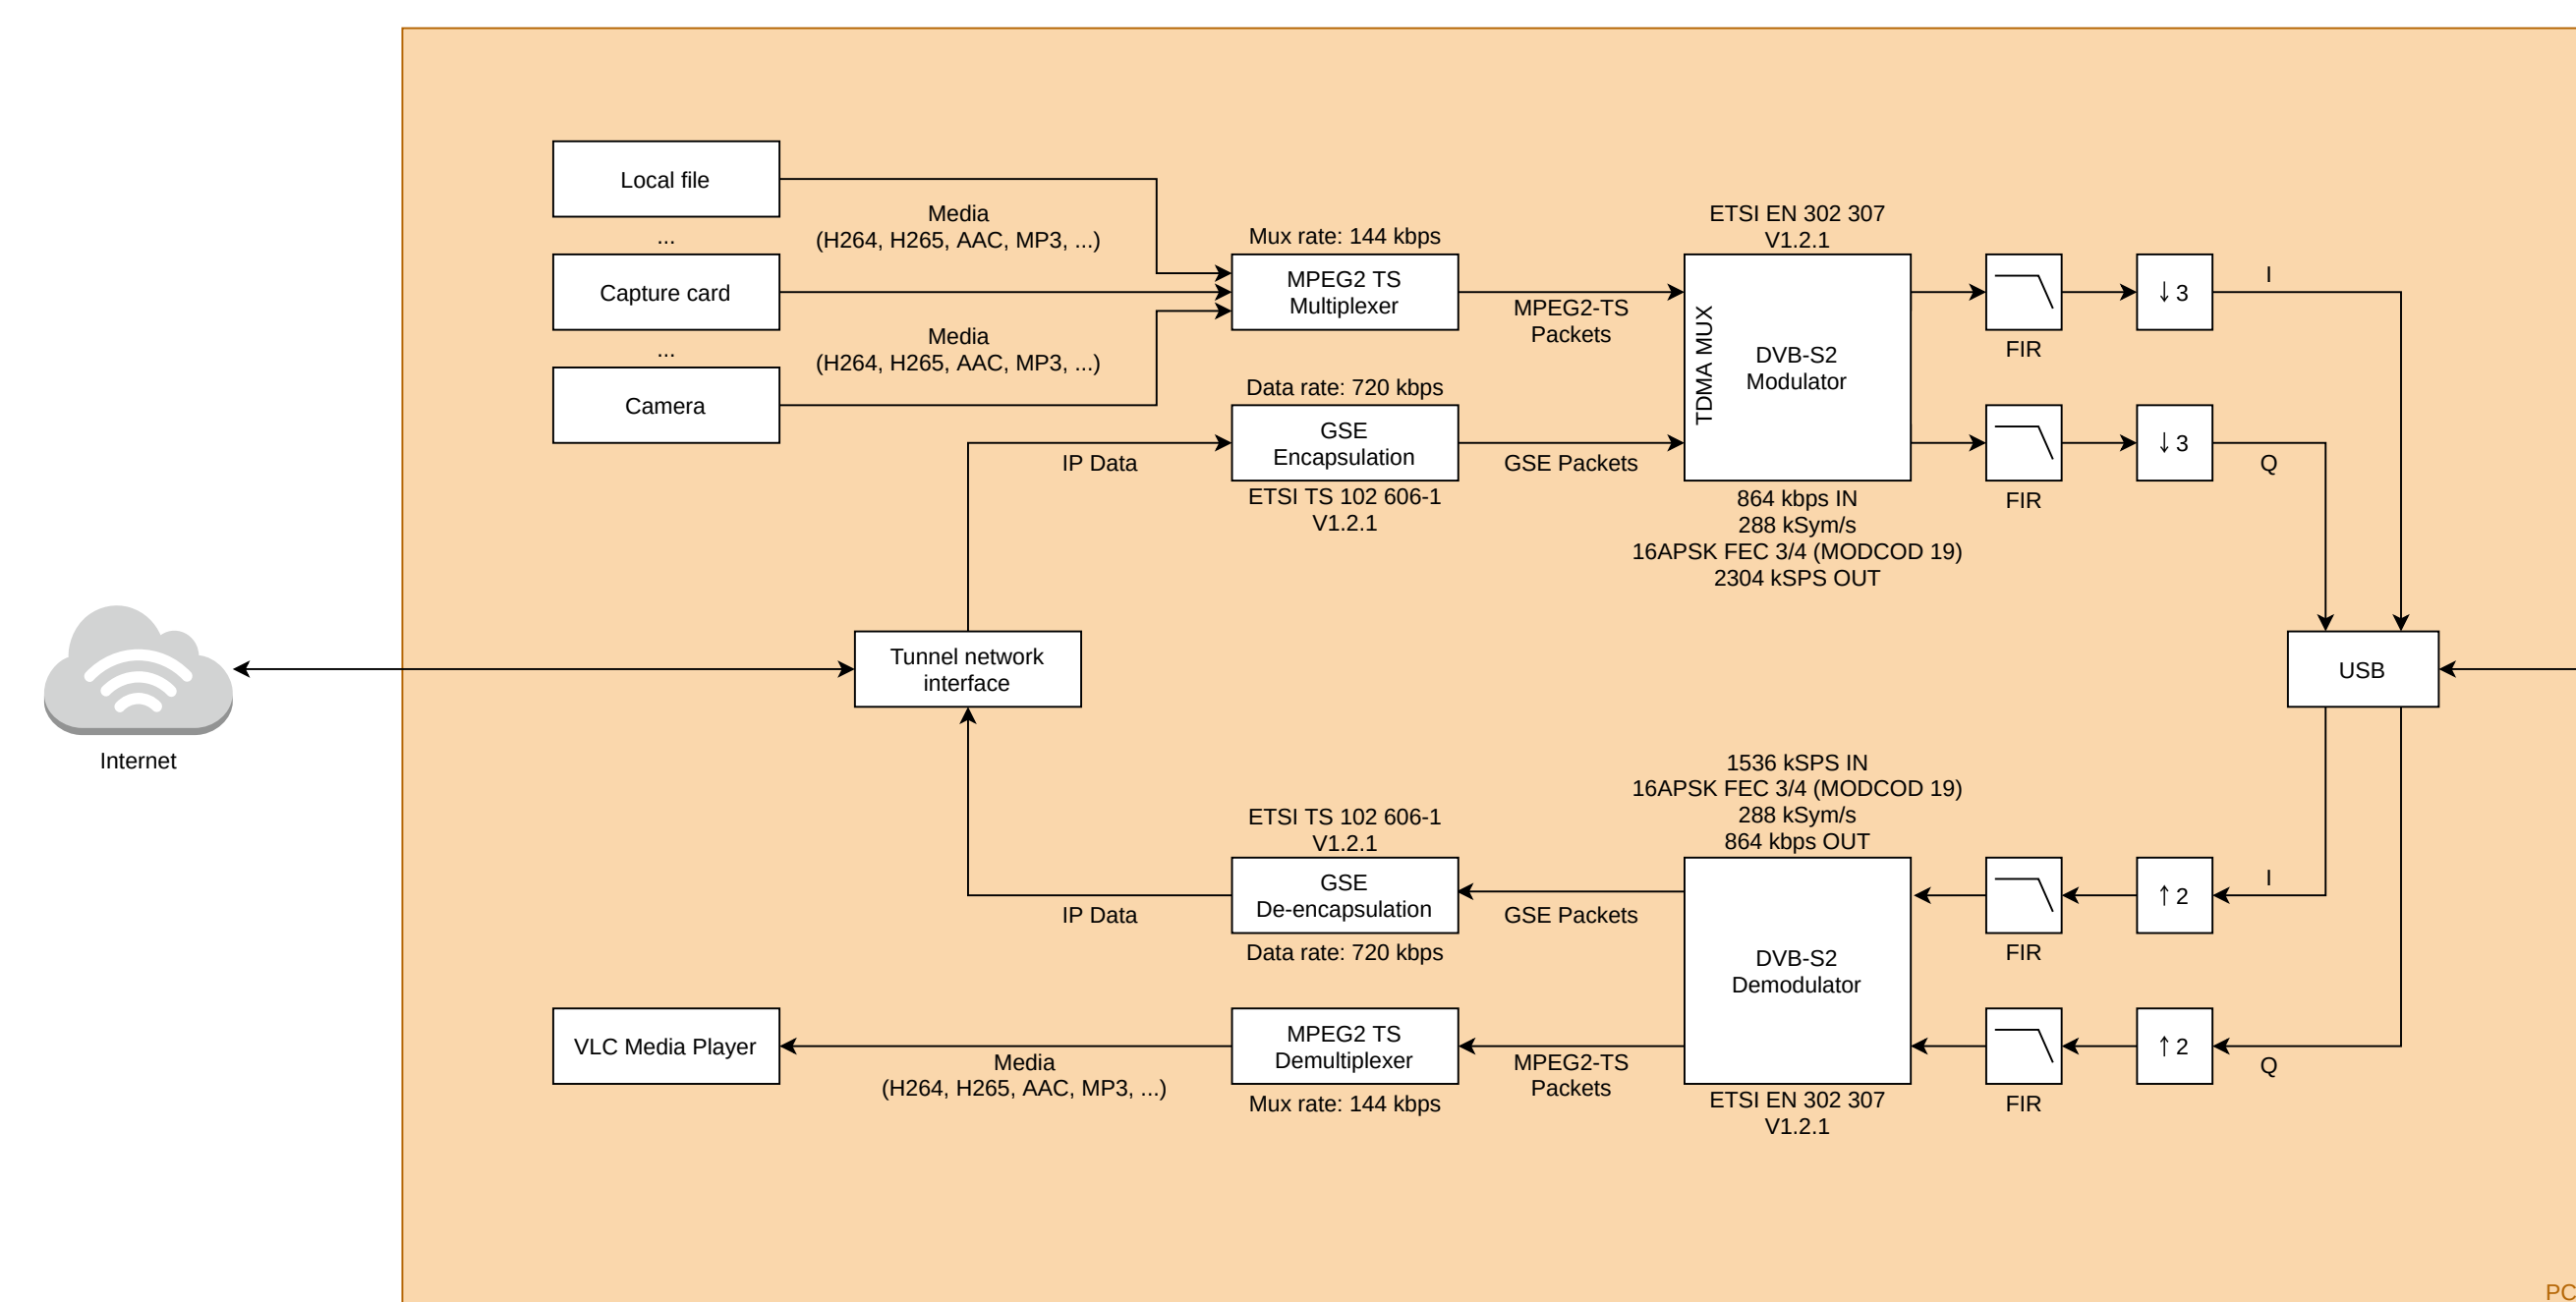 Local file
...
Capture card
...
Camera
Media
(H264, H265, AAC, MP3, ...)
Media
(H264, H265, AAC, MP3, ...)
Mux rate: 144 kbps
MPEG2 TS
Multiplexer
MPEG2-TS
Packets
Data rate: 720 kbps
GSE
Encapsulation
ETSI TS 102 606-1
V1.2.1
IP Data
GSE Packets
ETSI EN 302 307
V1.2.1
TDMA MUX
DVB-S2
Modulator
864 kbps IN
288 kSym/s
16APSK FEC 3/4 (MODCOD 19)
2304 kSPS OUT
FIR
↓ 3
I
FIR
↓ 3
Q
Internet
Tunnel network
interface
USB
1536 kSPS IN
16APSK FEC 3/4 (MODCOD 19)
288 kSym/s
864 kbps OUT
DVB-S2
Demodulator
ETSI EN 302 307
V1.2.1
ETSI TS 102 606-1
V1.2.1
GSE
De-encapsulation
Data rate: 720 kbps
IP Data
GSE Packets
FIR
↑ 2
I
VLC Media Player
Media
(H264, H265, AAC, MP3, ...)
MPEG2 TS
Demultiplexer
Mux rate: 144 kbps
MPEG2-TS
Packets
FIR
↑ 2
Q
PC